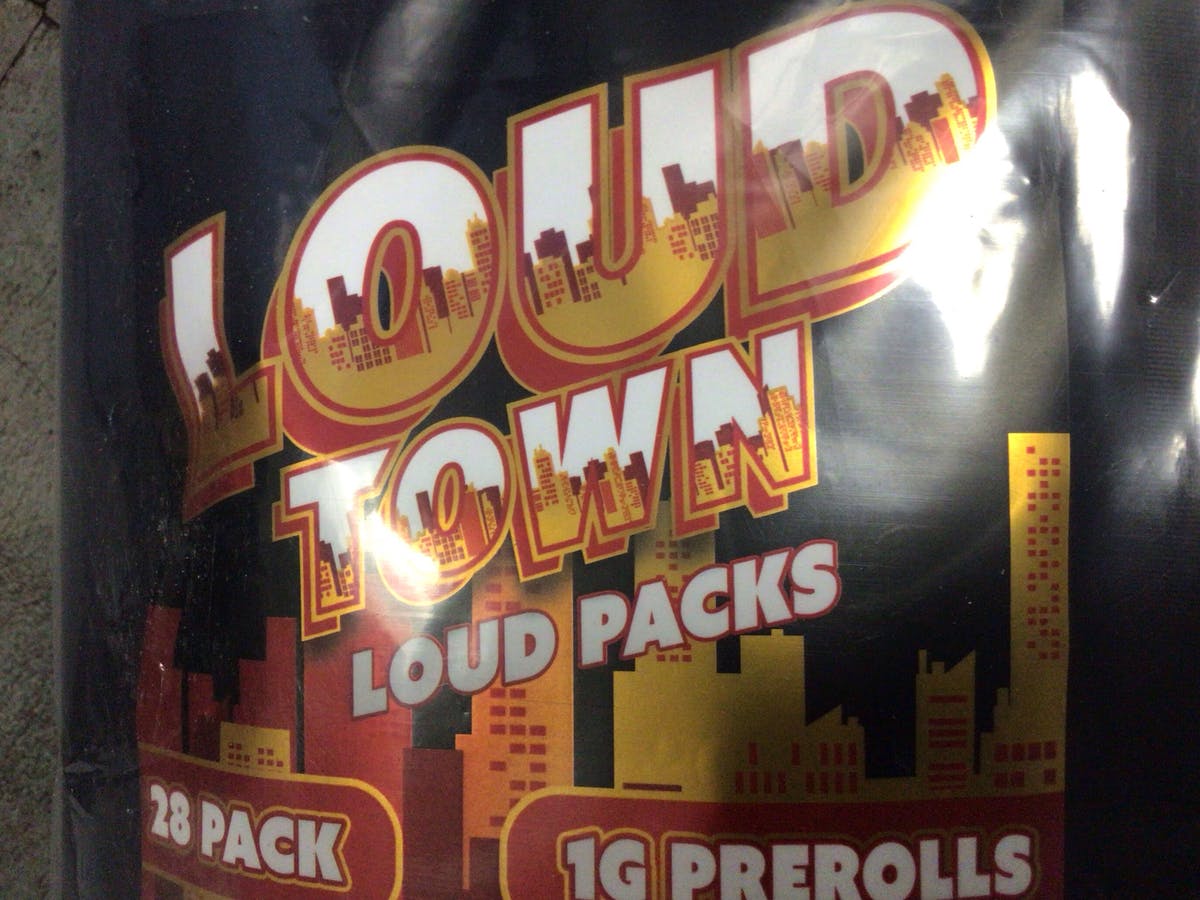 LOUD
TOWN
LOUD PACKS
28 PACK
1G PREROLLS